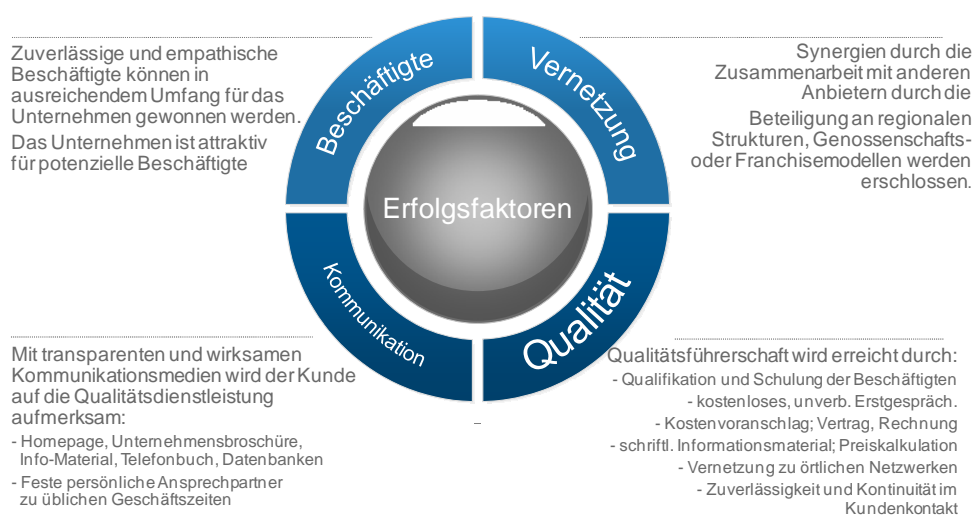 Zuverlässige und empathische
Beschäftigte können in
ausreichendem Umfang für das
Unternehmen gewonnen werden.
Das Unternehmen ist attraktiv
für potenzielle Beschäftigte
Beschäftigte
Vernetzung
Synergien durch die
Zusammenarbeit mit anderen
Anbietern durch die
Beteiligung an regionalen
Strukturen, Genossenschafts-
oder Franchisemodellen werden
erschlossen.
Erfolgsfaktoren
Kommunikation
Qualität
Mit transparenten und wirksamen
Kommunikationsmedien wird der Kunde
auf die Qualitätsdienstleistung
aufmerksam:
- Homepage, Unternehmensbroschüre,
Info-Material, Telefonbuch, Datenbanken
- Feste persönliche Ansprechpartner
zu üblichen Geschäftszeiten
–
Qualitätsführerschaft wird erreicht durch:
- Qualifikation und Schulung der Beschäftigten
- kostenloses, unverb. Erstgespräch.
- Kostenvoranschlag; Vertrag, Rechnung
- schriftl. Informationsmaterial; Preiskalkulation
- Vernetzung zu örtlichen Netzwerken
- Zuverlässigkeit und Kontinuität im
Kundenkontakt